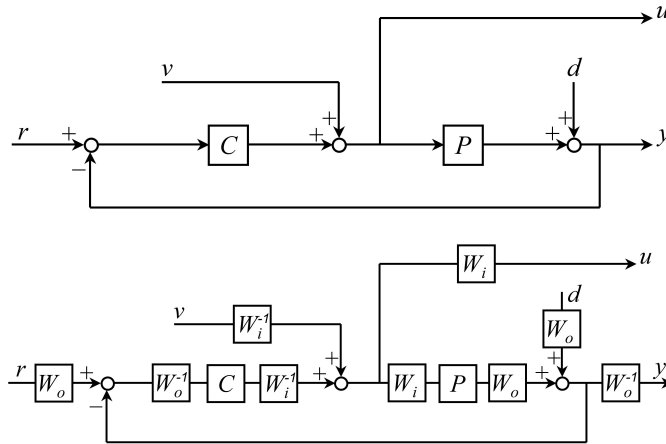 u
v
d
+
r + C + P + + y
−
u
W_i
v W_i^{-1}
d
W_o
+ +
r W_o + W_o^{-1} C W_i^{-1} + W_i P W_o + W_o^{-1} y
−